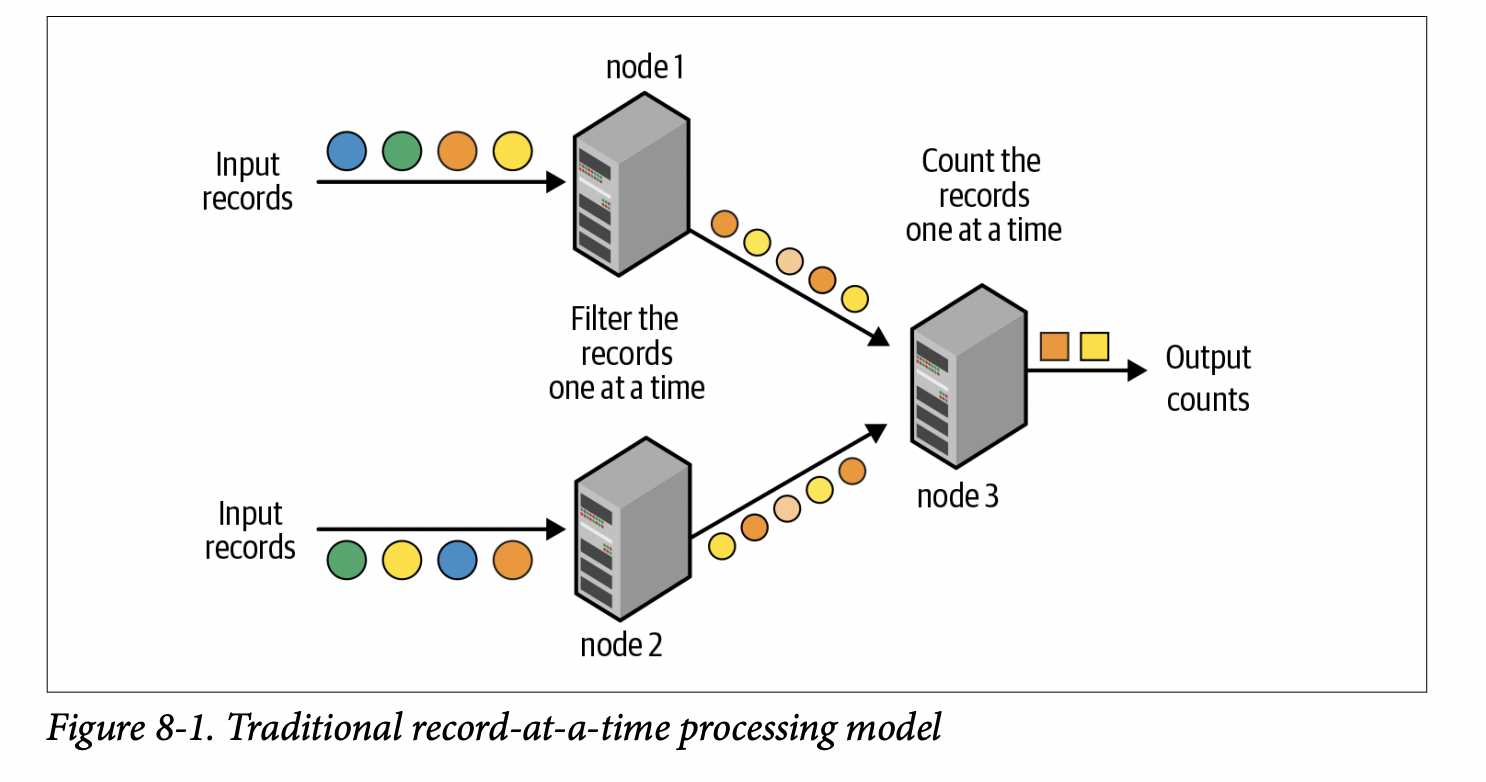 node 1
Input
records
Count the
records
one at a time
Filter the
records
one at a time
Output
counts
Input
records
node 3
node 2
Figure 8-1. Traditional record-at-a-time processing model